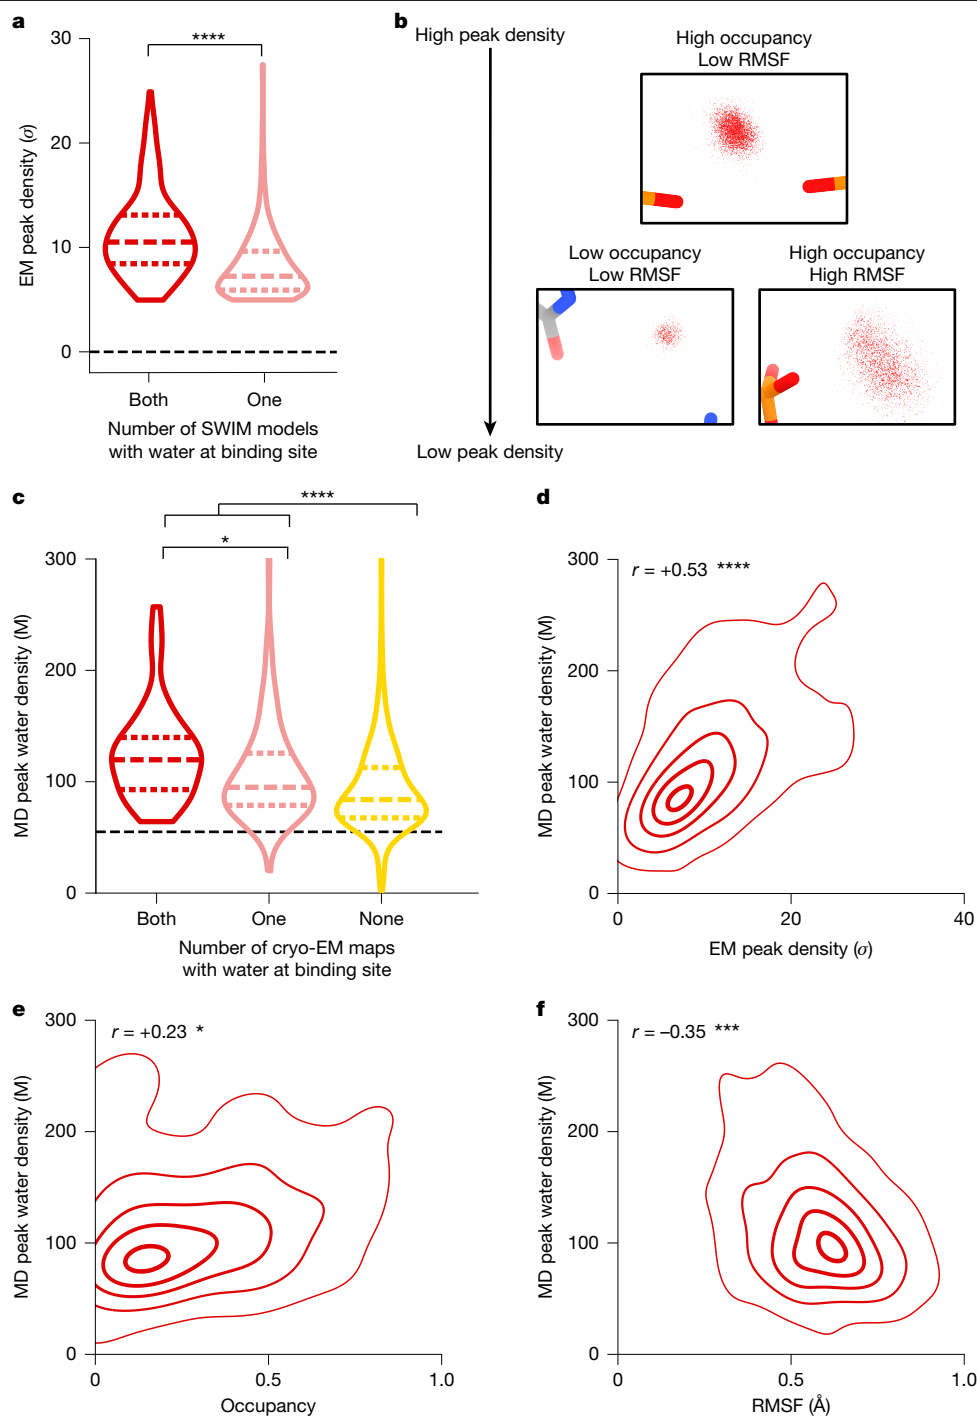 a
30
20
10
0
EM peak density (σ)
****
Both
One
Number of SWIM models
with water at binding site
b
High peak density
Low peak density
High occupancy
Low RMSF
Low occupancy
Low RMSF
High occupancy
High RMSF
c
****
*
300
200
100
0
MD peak water density (M)
Both
One
None
Number of cryo-EM maps
with water at binding site
d
r = +0.53 ****
300
200
100
0
MD peak water density (M)
0
20
40
EM peak density (σ)
e
r = +0.23 *
300
200
100
0
MD peak water density (M)
0
0.5
1.0
Occupancy
f
r = –0.35 ***
300
200
100
0
MD peak water density (M)
0
0.5
1.0
RMSF (Å)